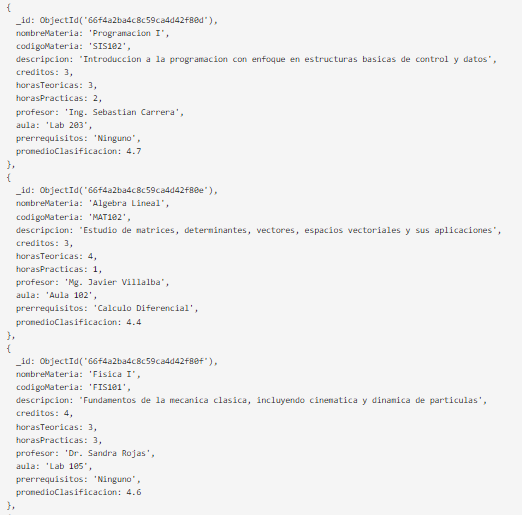 {
_id: ObjectId('66f4a2ba4c8c59ca4d42f80d'),
nombreMateria: 'Programacion I',
codigoMateria: 'SIS102',
descripcion: 'Introduccion a la programacion con enfoque en estructuras basicas de control y datos',
creditos: 3,
horasTeoricas: 3,
horasPracticas: 2,
profesor: 'Ing. Sebastian Carrera',
aula: 'Lab 203',
prerrequisitos: 'Ninguno',
promedioClasificacion: 4.7
},
{
_id: ObjectId('66f4a2ba4c8c59ca4d42f80e'),
nombreMateria: 'Algebra Lineal',
codigoMateria: 'MAT102',
descripcion: 'Estudio de matrices, determinantes, vectores, espacios vectoriales y sus aplicaciones',
creditos: 3,
horasTeoricas: 4,
horasPracticas: 1,
profesor: 'Mg. Javier Villalba',
aula: 'Aula 102',
prerrequisitos: 'Calculo Diferencial',
promedioClasificacion: 4.4
},
{
_id: ObjectId('66f4a2ba4c8c59ca4d42f80f'),
nombreMateria: 'Fisica I',
codigoMateria: 'FIS101',
descripcion: 'Fundamentos de la mecanica clasica, incluyendo cinematica y dinamica de particulas',
creditos: 4,
horasTeoricas: 3,
horasPracticas: 3,
profesor: 'Dr. Sandra Rojas',
aula: 'Lab 105',
prerrequisitos: 'Ninguno',
promedioClasificacion: 4.6
},